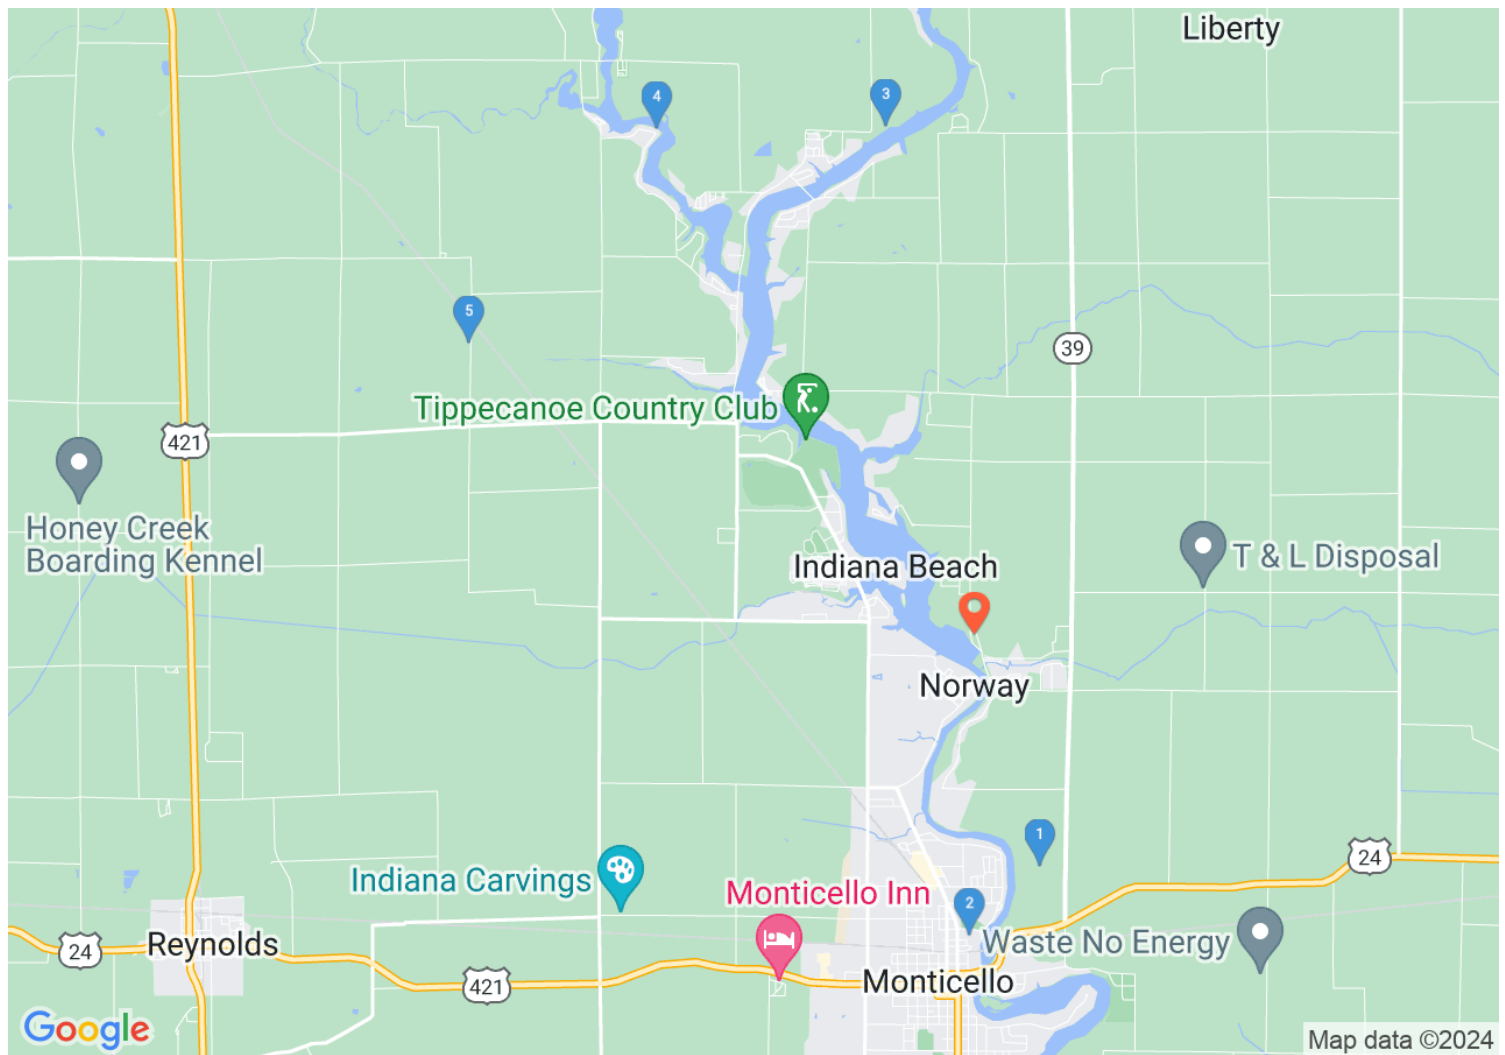 Liberty
4
3
5
39
Tippecanoe Country Club
421
Honey Creek
Boarding Kennel
T & L Disposal
Indiana Beach
Norway
1
24
Indiana Carvings
Monticello Inn
2
24
Reynolds
Waste No Energy
421
Monticello
Google
Map data ©2024